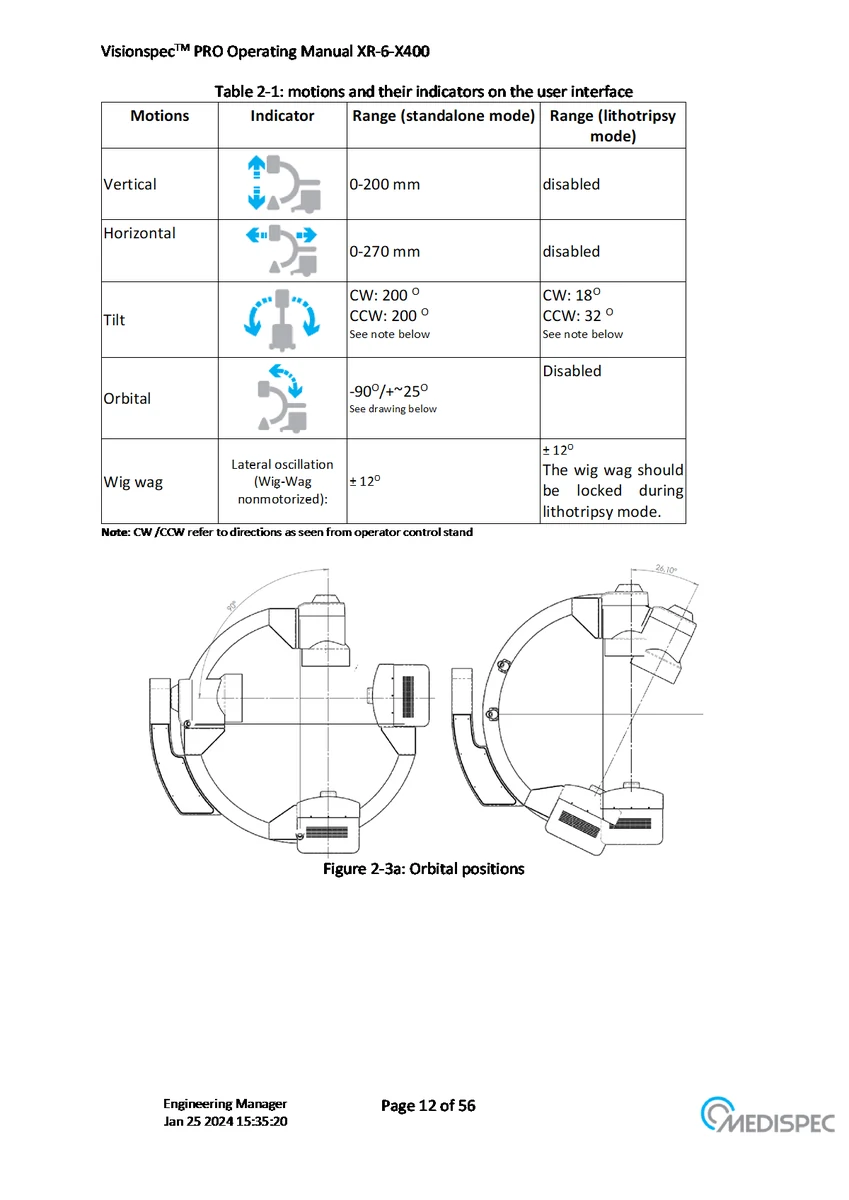 Visionspec™ PRO Operating Manual XR-6-X400
Table 2-1: motions and their indicators on the user interface
Motions Indicator Range (standalone mode) Range (lithotripsy
mode)
Vertical 0-200 mm disabled
Horizontal
0-270 mm disabled
Tilt
CW: 200 ᴼ
CCW: 200 ᴼ
See note below
CW: 18ᴼ
CCW: 32 ᴼ
See note below
Orbital
-90ᴼ/+~25ᴼ
See drawing below
Disabled
Wig wag
Lateral oscillation
(Wig-Wag
nonmotorized):
± 12ᴼ
± 12ᴼ
The wig wag should
be locked during
lithotripsy mode.
Note: CW /CCW refer to directions as seen from operator control stand
90°
26,10°
Figure 2-3a: Orbital positions
Engineering Manager
Jan 25 2024 15:35:20
Page 12 of 56
MEDISPEC